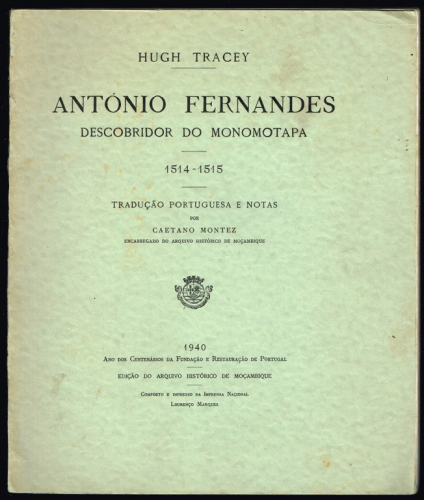 HUGH TRACEY
ANTÓNIO FERNANDES
DESCOBRIDOR DO MONOMOTAPA
1514-1515
TRADUÇÃO PORTUGUESA E NOTAS
POR
CAETANO MONTEZ
ENCARREGADO DO ARQUIVO HISTÓRICO DE MOÇAMBIQUE
1940
ANO DOS CENTENÁRIOS DA FUNDAÇÃO E RESTAURAÇÃO DE PORTUGAL
EDIÇÃO DO ARQUIVO HISTÓRICO DE MOÇAMBIQUE
COMPOSTO E IMPRESSO NA IMPRENSA NACIONAL
LOURENÇO MARQUES